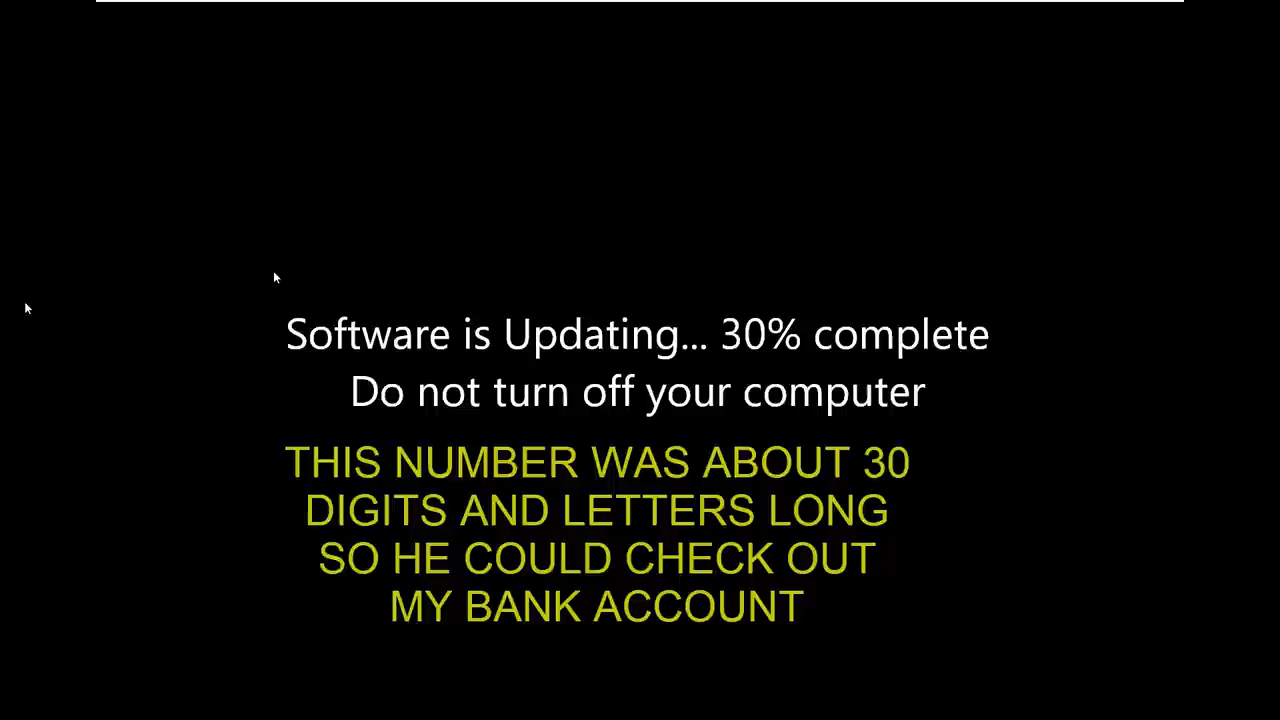 Software is Updating... 30% complete
Do not turn off your computer
THIS NUMBER WAS ABOUT 30
DIGITS AND LETTERS LONG
SO HE COULD CHECK OUT
MY BANK ACCOUNT